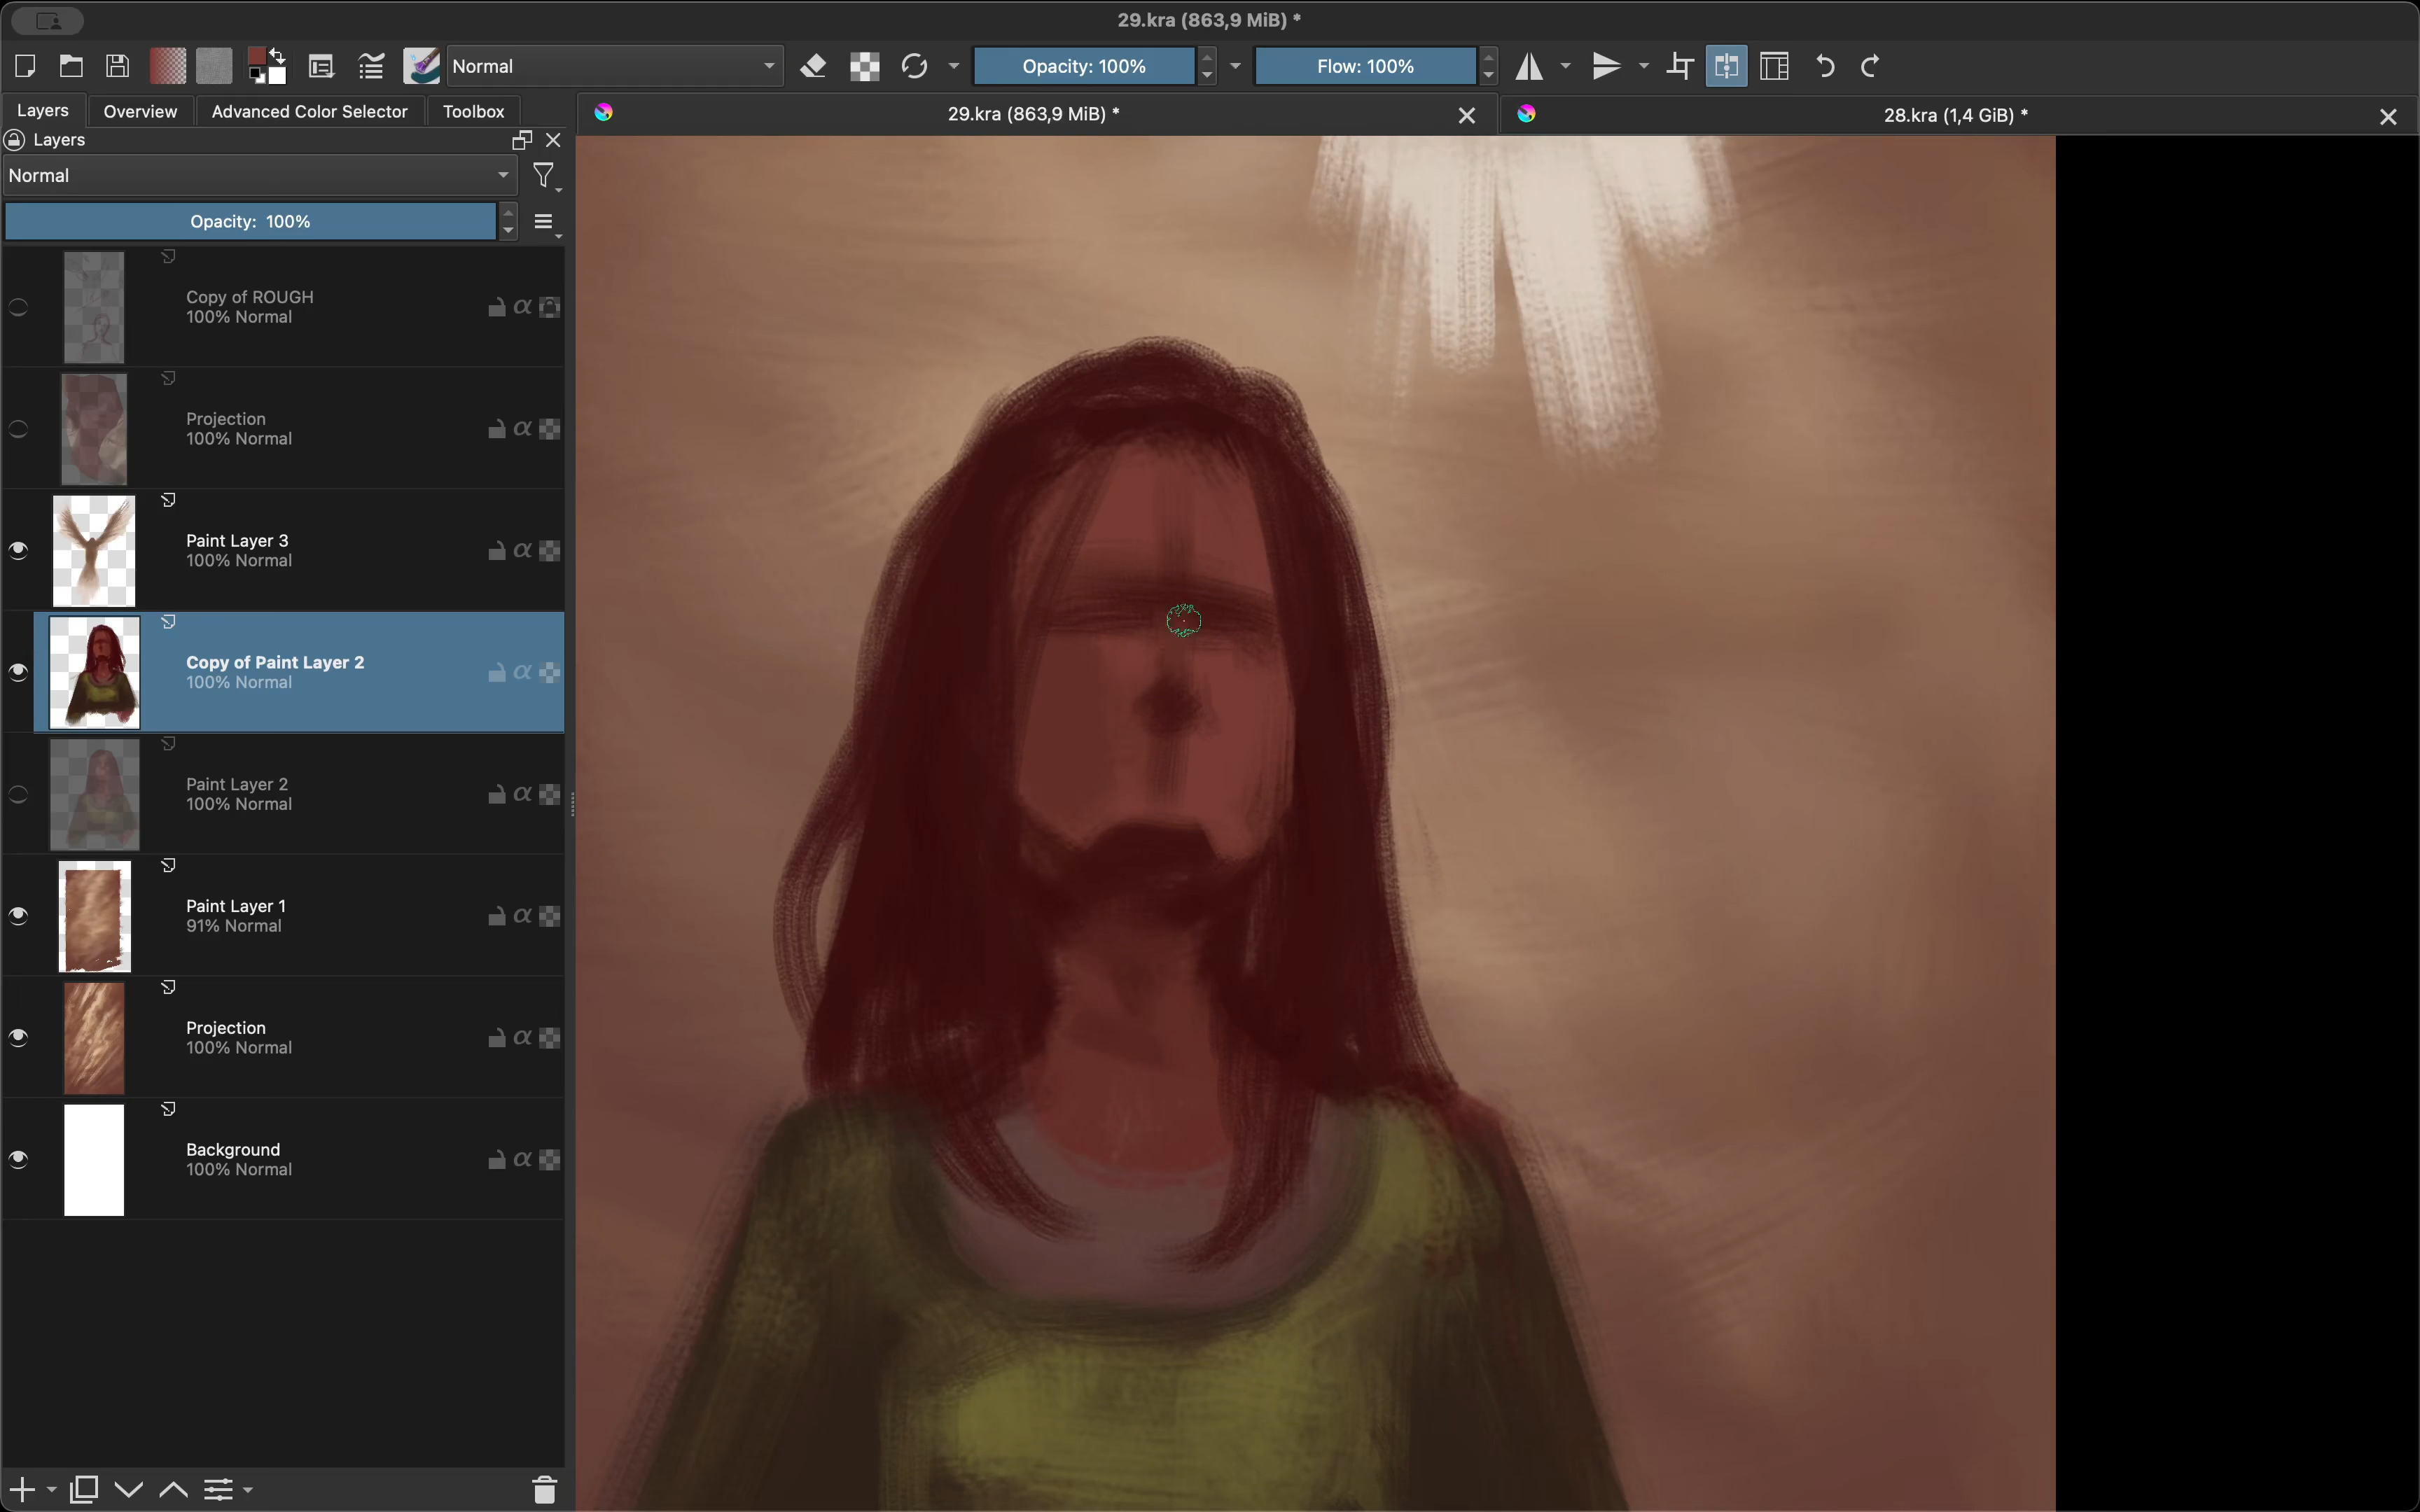 29.kra (863,9 MiB) *
Normal
Opacity: 100%
Flow: 100%
Layers
Overview
Advanced Color Selector
Toolbox
29.kra (863,9 MiB) *
28.kra (1,4 GiB) *
Layers
Normal
Opacity: 100%
Copy of ROUGH
100% Normal
α
Projection
100% Normal
α
Paint Layer 3
100% Normal
α
Copy of Paint Layer 2
100% Normal
α
Paint Layer 2
100% Normal
α
Paint Layer 1
91% Normal
α
Projection
100% Normal
α
Background
100% Normal
α